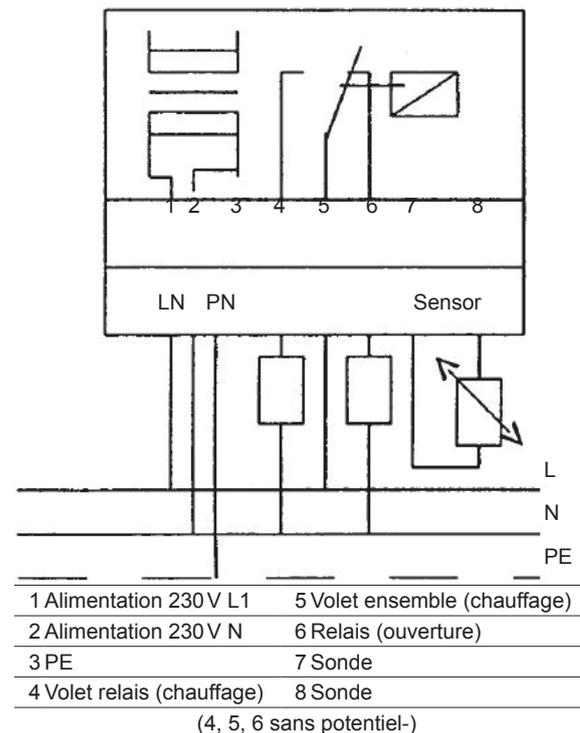 1 2 3 4 5 6 7 8
LN PN Sensor
L
N
PE
1 Alimentation 230 V L1 5 Volet ensemble (chauffage)
2 Alimentation 230 V N 6 Relais (ouverture)
3 PE 7 Sonde
4 Volet relais (chauffage) 8 Sonde
(4, 5, 6 sans potentiel-)